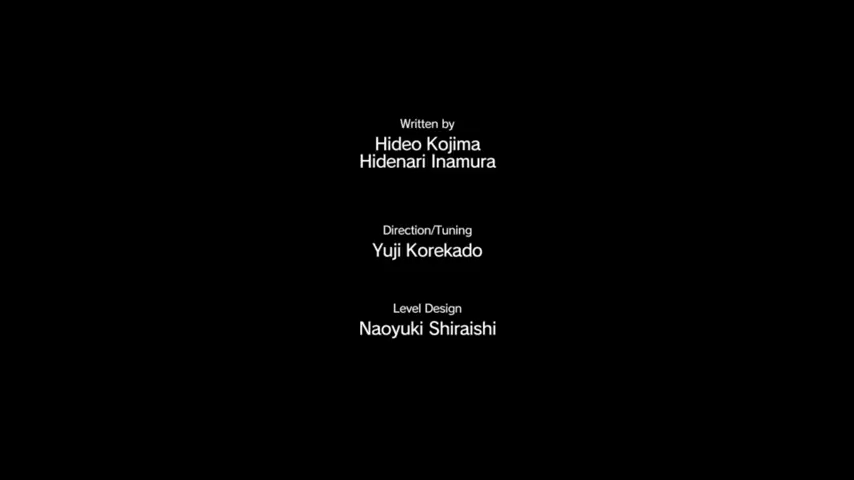 Written by
Hideo Kojima
Hidenari Inamura
Direction/Tuning
Yuji Korekado
Level Design
Naoyuki Shiraishi